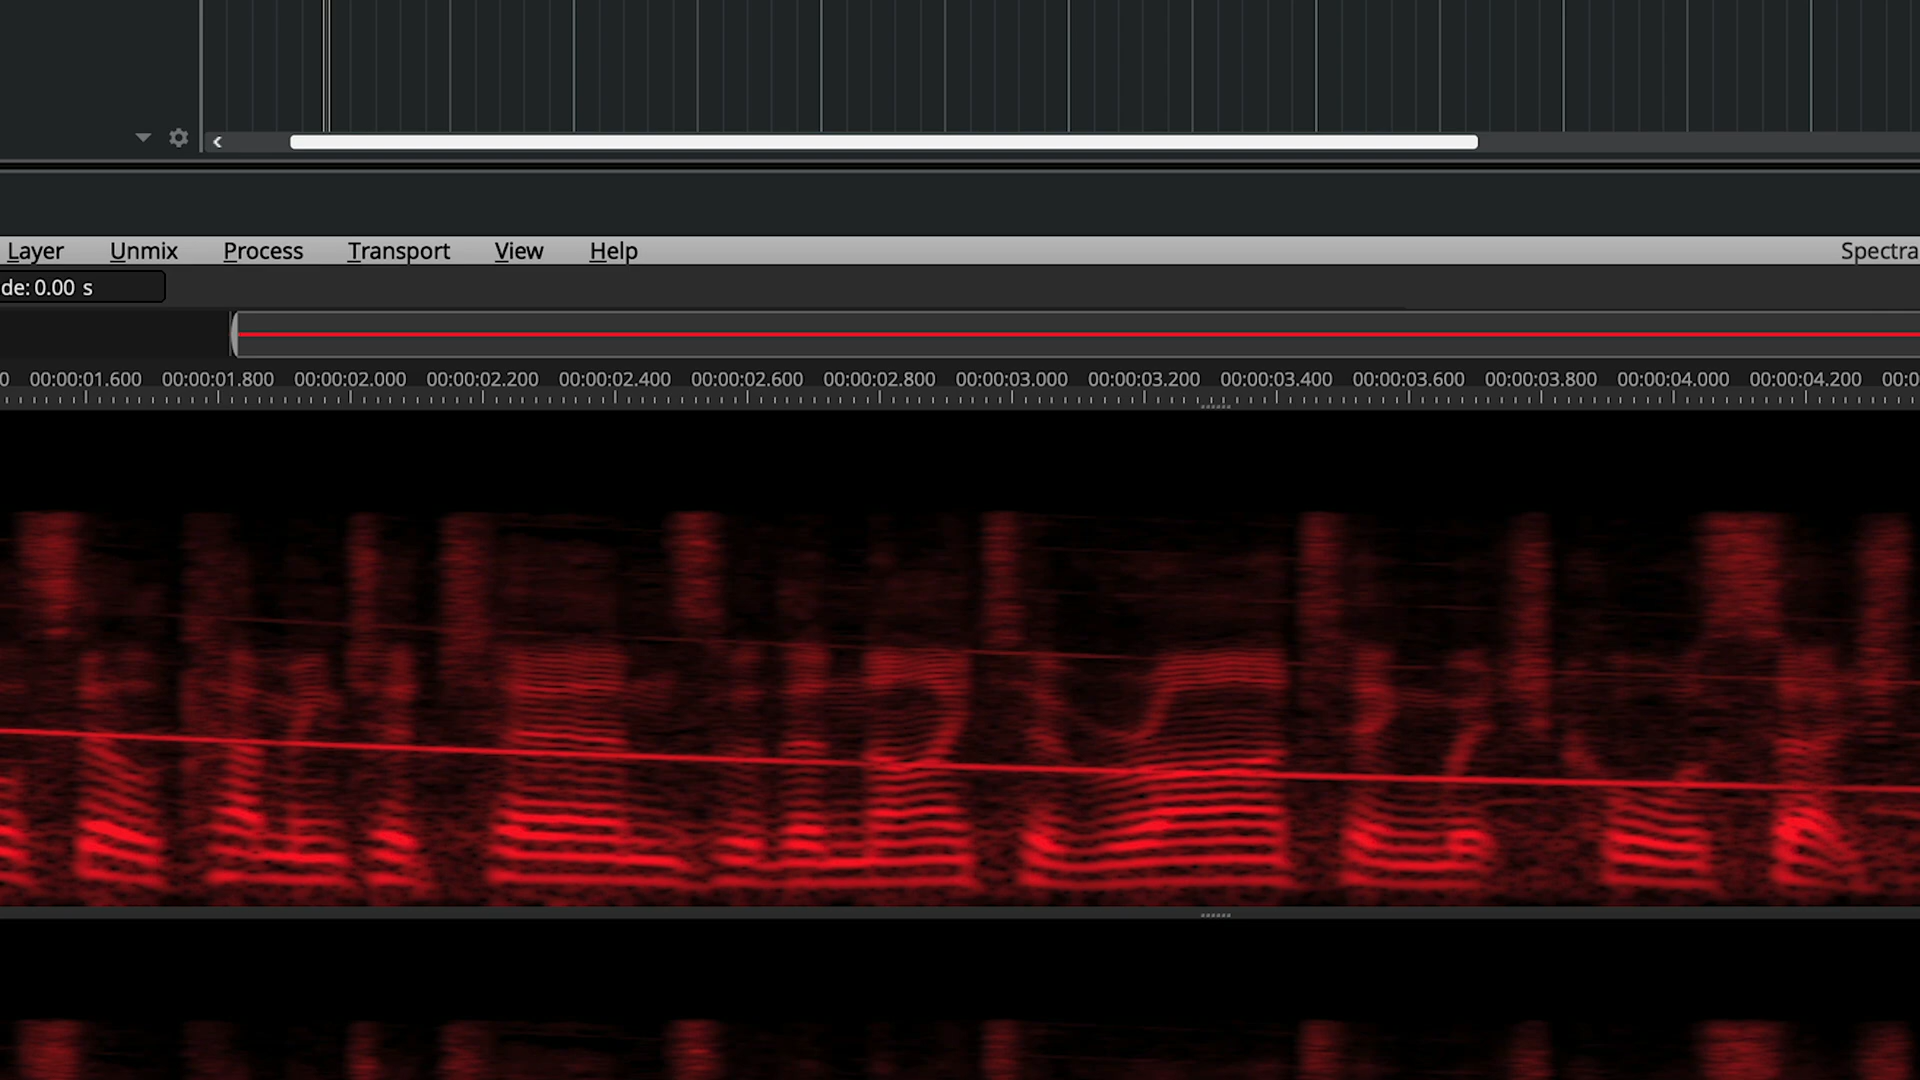 Layer Unmix Process Transport View Help Spectra
de: 0.00 s
0 00:00:01.600 00:00:01.800 00:00:02.000 00:00:02.200 00:00:02.400 00:00:02.600 00:00:02.800 00:00:03.000 00:00:03.200 00:00:03.400 00:00:03.600 00:00:03.800 00:00:04.000 00:00:04.200 00:0